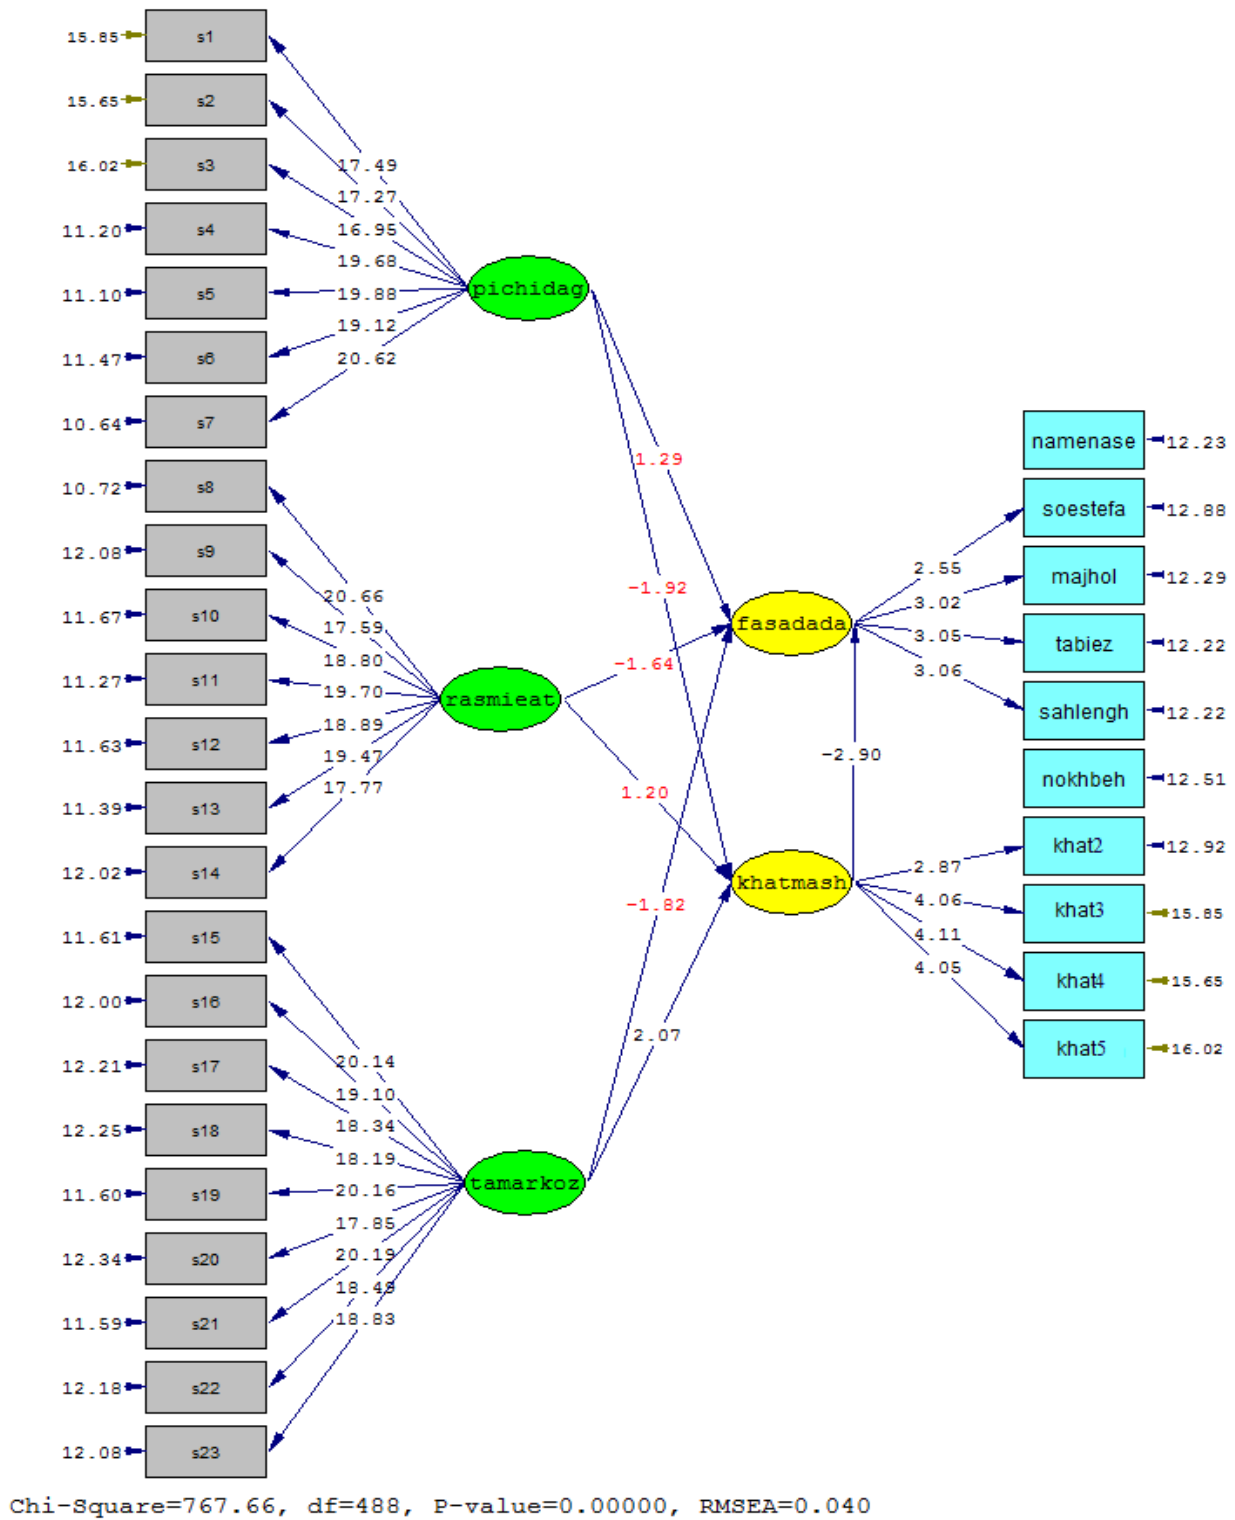 15.85 s1
15.65 s2
16.02 s3
11.20 s4
11.10 s5
11.47 s6
10.64 s7
10.72 s8
12.08 s9
11.67 s10
11.27 s11
11.63 s12
11.39 s13
12.02 s14
11.61 s15
12.00 s16
12.21 s17
12.25 s18
11.60 s19
12.34 s20
11.59 s21
12.18 s22
12.08 s23
17.49
17.27
16.95
19.68
19.88
19.12
20.62
20.66
17.59
18.80
19.70
18.89
19.47
17.77
20.14
19.10
18.34
18.19
20.16
17.85
20.19
18.49
18.83
pichidag
rasmieat
tamarkoz
1.29
-1.92
-1.64
1.20
-1.82
2.07
fasadada
-2.90
khatmash
2.55
3.02
3.05
3.06
2.87
4.06
4.11
4.05
namenase 12.23
soestefa 12.88
majhol 12.29
tabiez 12.22
sahlengh 12.22
nokhbeh 12.51
khat2 12.92
khat3 15.85
khat4 15.65
khat5 16.02
Chi-Square=767.66, df=488, P-value=0.00000, RMSEA=0.040